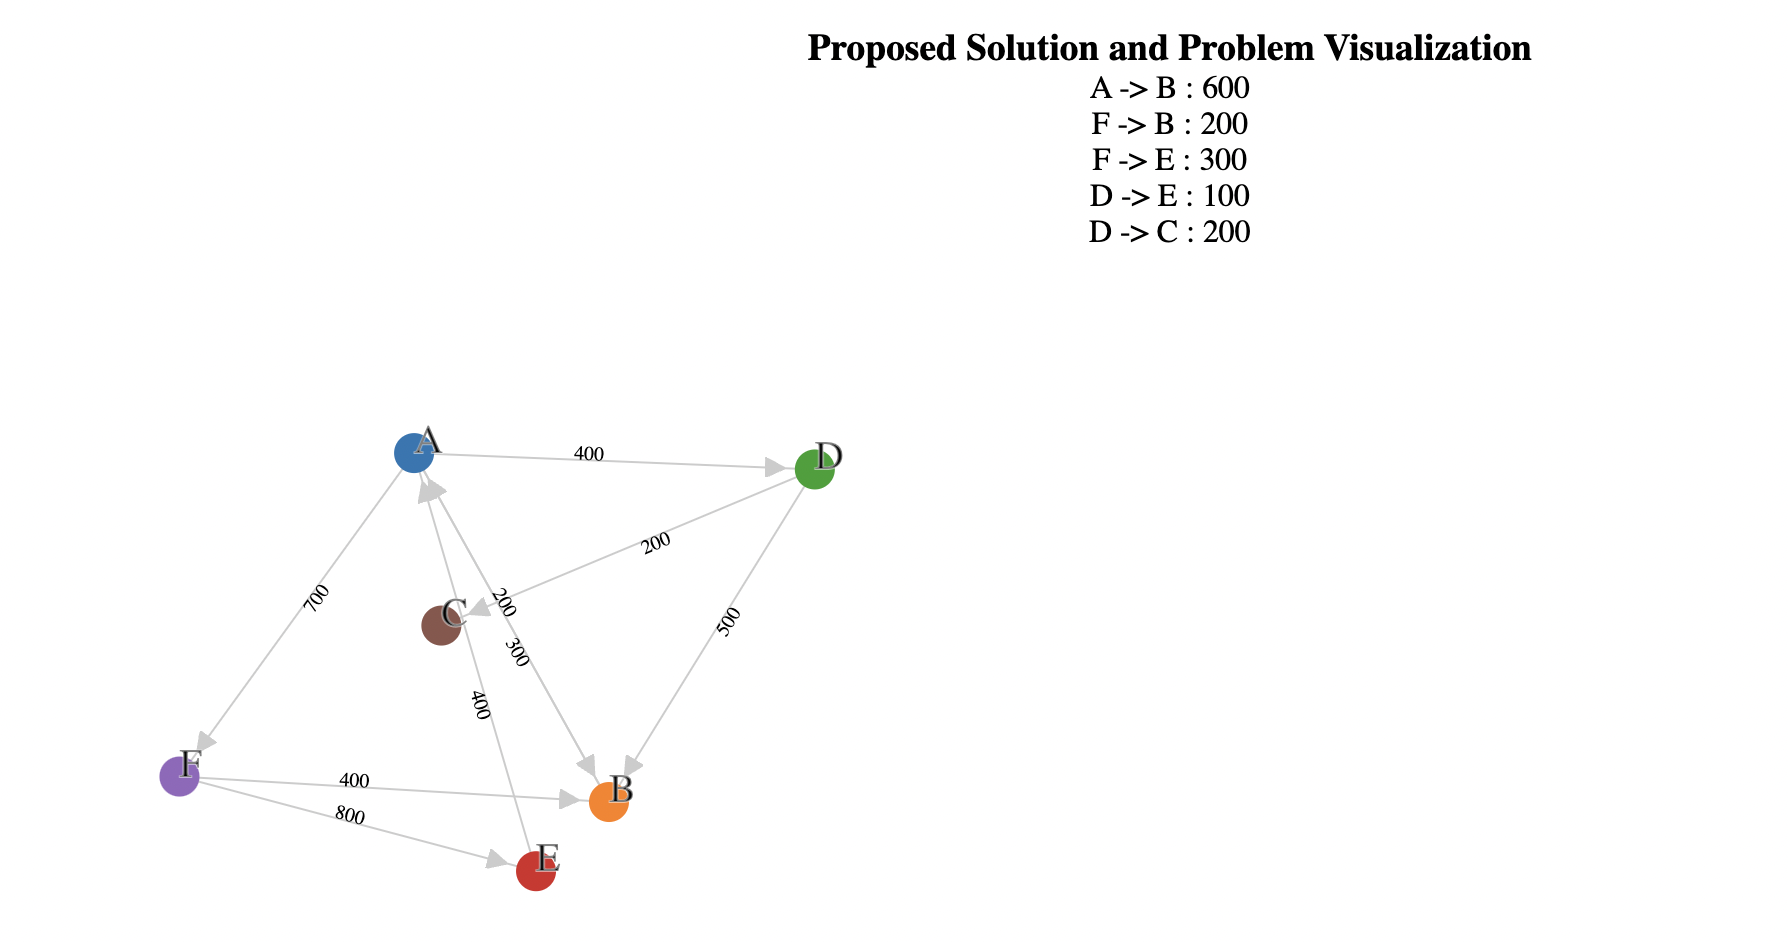 Proposed Solution and Problem Visualization
A -> B : 600
F -> B : 200
F -> E : 300
D -> E : 100
D -> C : 200
A
400
D
200
700
200
C
500
300
400
F
400
B
800
E